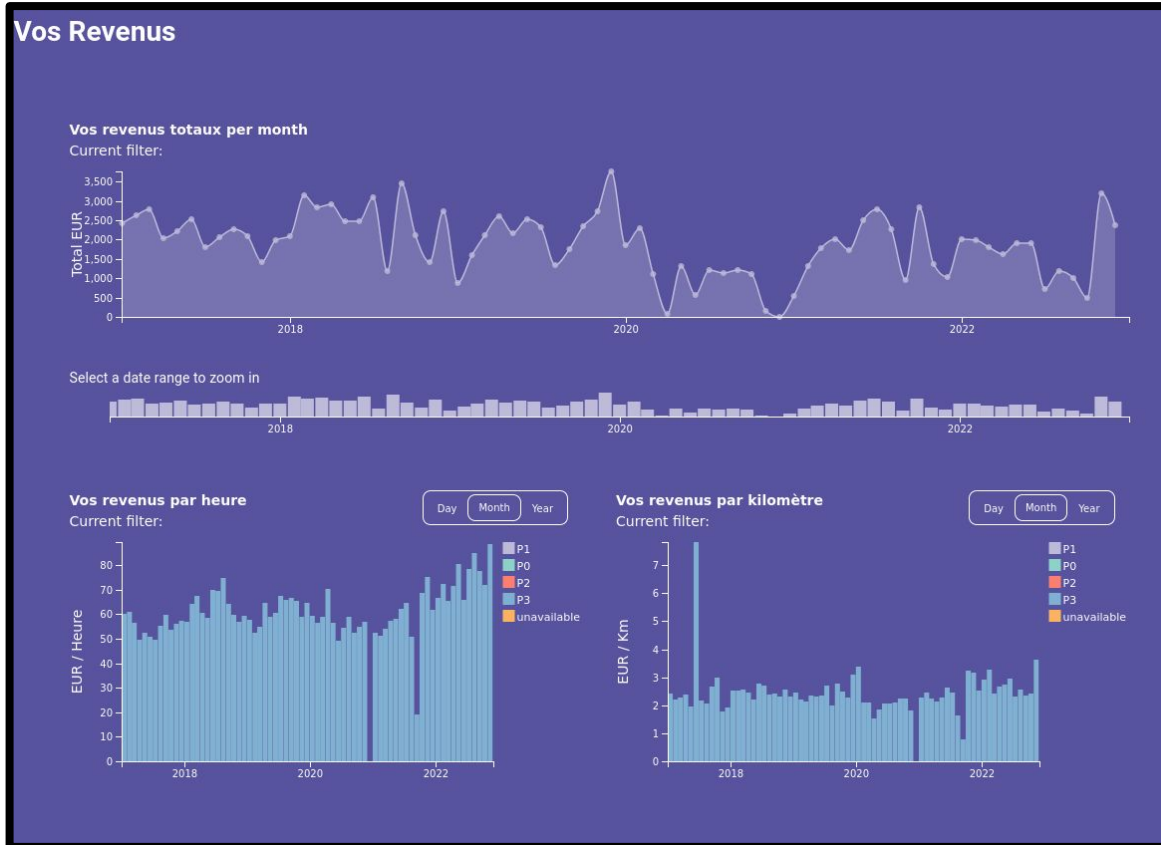 Vos Revenus
Vos revenus totaux per month
Current filter:
Total EUR
3,500
3,000
2,500
2,000
1,500
1,000
500
0
2018 2020 2022
Select a date range to zoom in
2018 2020 2022
Vos revenus par heure
Current filter:
Day Month Year
EUR / Heure
80
70
60
50
40
30
20
10
0
2018 2020 2022
P1
P0
P2
P3
unavailable
Vos revenus par kilomètre
Current filter:
Day Month Year
EUR / Km
7
6
5
4
3
2
1
0
2018 2020 2022
P1
P0
P2
P3
unavailable